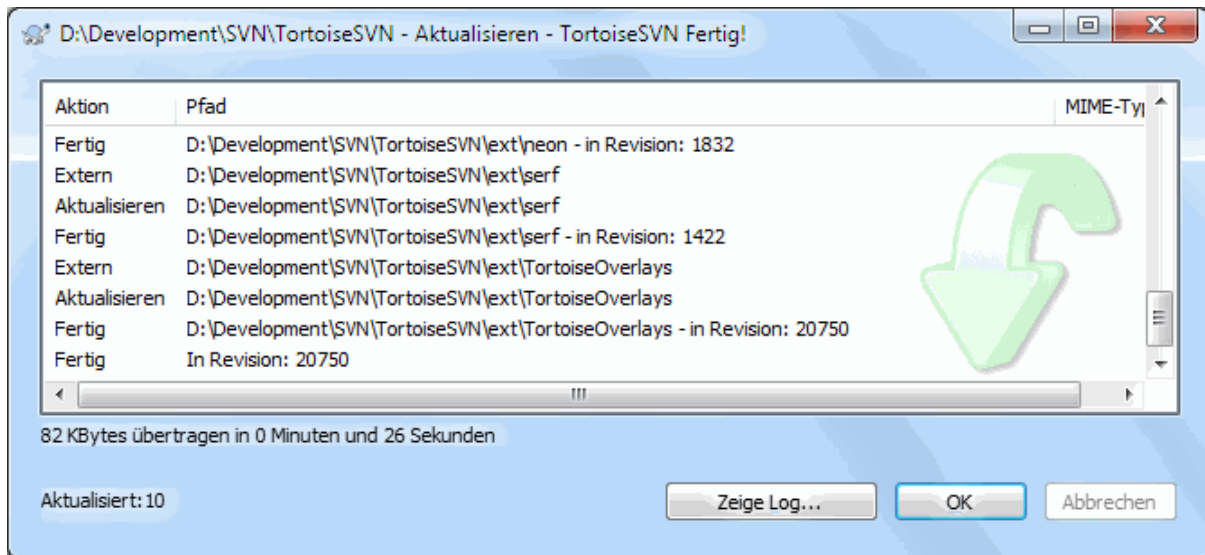 D:\Development\SVN\TortoiseSVN - Aktualisieren - TortoiseSVN Fertig!
Aktion Pfad MIME-Typ
Fertig D:\Development\SVN\TortoiseSVN\ext\neon - in Revision: 1832
Extern D:\Development\SVN\TortoiseSVN\ext\serf
Aktualisieren D:\Development\SVN\TortoiseSVN\ext\serf
Fertig D:\Development\SVN\TortoiseSVN\ext\serf - in Revision: 1422
Extern D:\Development\SVN\TortoiseSVN\ext\TortoiseOverlays
Aktualisieren D:\Development\SVN\TortoiseSVN\ext\TortoiseOverlays
Fertig D:\Development\SVN\TortoiseSVN\ext\TortoiseOverlays - in Revision: 20750
Fertig In Revision: 20750
82 KBytes übertragen in 0 Minuten und 26 Sekunden
Aktualisiert: 10 Zeige Log... OK Abbrechen